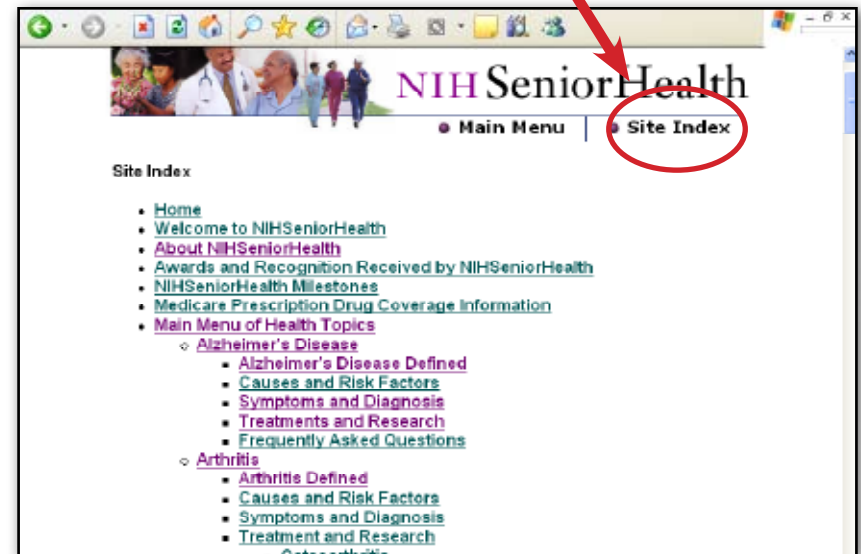 NIHSeniorHealth
Main Menu | Site Index
Site Index
Home
Welcome to NIHSeniorHealth
About NIHSeniorHealth
Awards and Recognition Received by NIHSeniorHealth
NIHSeniorHealth Milestones
Medicare Prescription Drug Coverage Information
Main Menu of Health Topics
Alzheimer's Disease
Alzheimer's Disease Defined
Causes and Risk Factors
Symptoms and Diagnosis
Treatments and Research
Frequently Asked Questions
Arthritis
Arthritis Defined
Causes and Risk Factors
Symptoms and Diagnosis
Treatment and Research